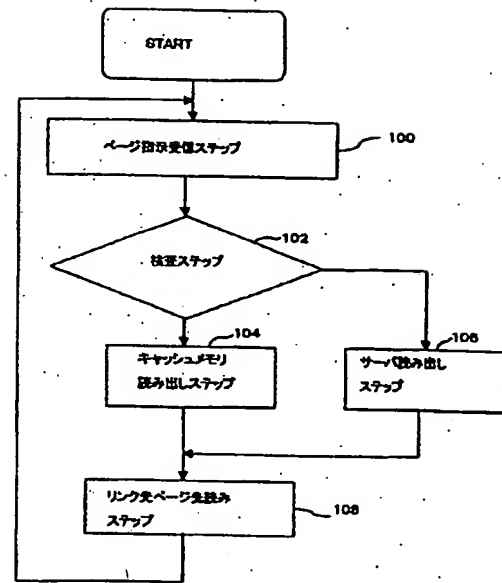 START
ページ指示受信ステップ
100
102
検査ステップ
104
キャッシュメモリ
読み出しステップ
106
サーバ読み出し
ステップ
リンク先ページ先読み
ステップ
108